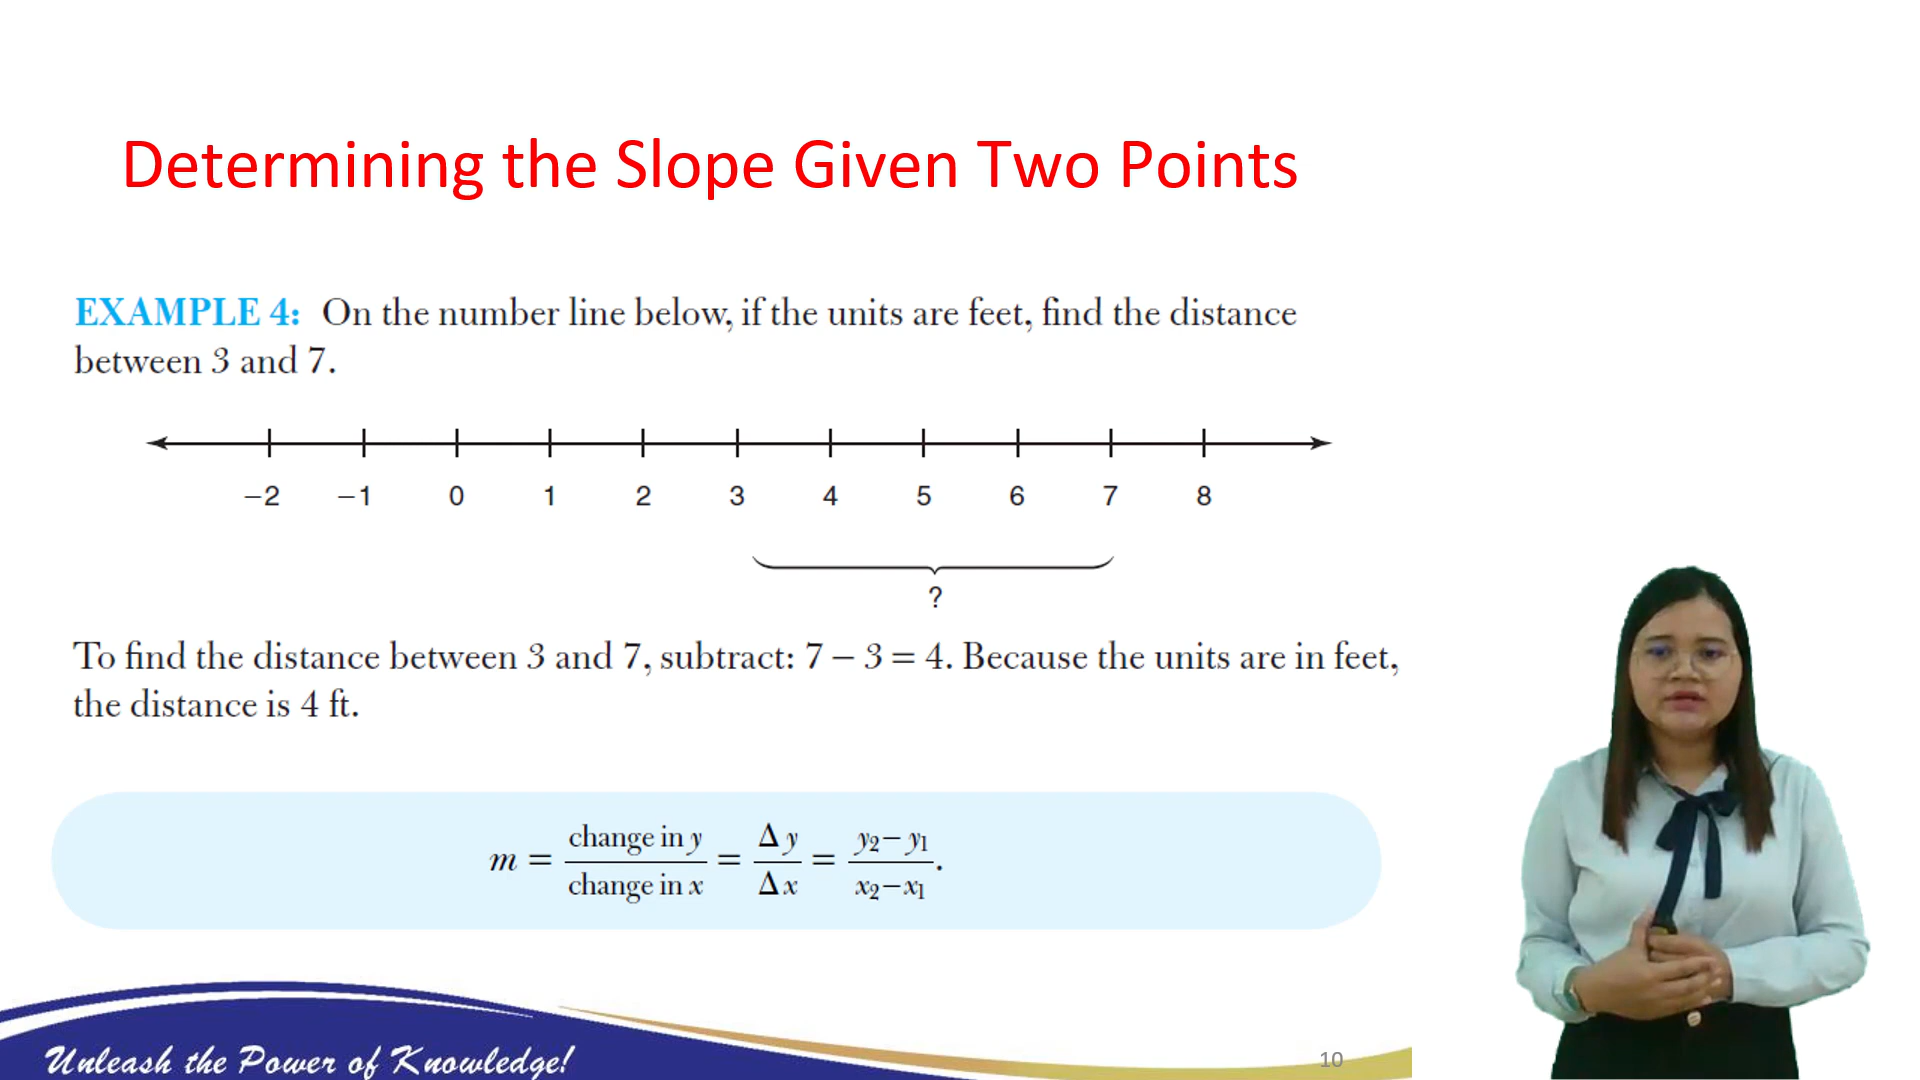 Determining the Slope Given Two Points
EXAMPLE 4: On the number line below, if the units are feet, find the distance
between 3 and 7.
−2 −1 0 1 2 3 4 5 6 7 8
?
To find the distance between 3 and 7, subtract: 7 − 3 = 4. Because the units are in feet,
the distance is 4 ft.
m = change in y / change in x = Δy / Δx = y₂ − y₁ / x₂ − x₁.
Unleash the Power of Knowledge!
10